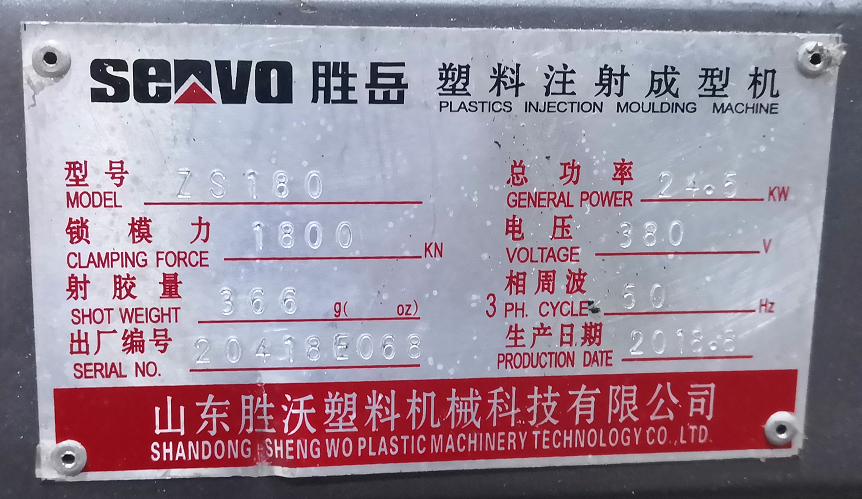 senvo 胜岳 塑料注射成型机
PLASTICS INJECTION MOULDING MACHINE
型号 ZS180
MODEL
总功率 24.5 KW
GENERAL POWER
锁模力 1800 KN
CLAMPING FORCE
电压 380 V
VOLTAGE
射胶量 366 g( oz)
SHOT WEIGHT
相周波 50 Hz
3 PH. CYCLE
出厂编号 20418E068
SERIAL NO.
生产日期 2018.8
PRODUCTION DATE
山东胜沃塑料机械科技有限公司
SHANDONG SHENG WO PLASTIC MACHINERY TECHNOLOGY CO., LTD.